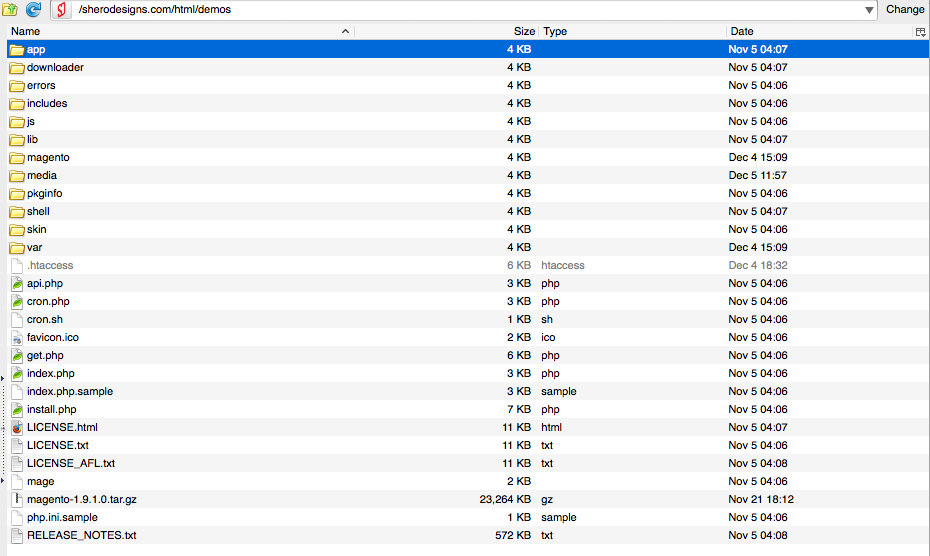 /sherodesigns.com/html/demos Change
Name Size Type Date
app 4 KB Nov 5 04:07
downloader 4 KB Nov 5 04:07
errors 4 KB Nov 5 04:06
includes 4 KB Nov 5 04:06
js 4 KB Nov 5 04:06
lib 4 KB Nov 5 04:07
magento 4 KB Dec 4 15:09
media 4 KB Dec 5 11:57
pkginfo 4 KB Nov 5 04:06
shell 4 KB Nov 5 04:07
skin 4 KB Nov 5 04:06
var 4 KB Dec 4 15:09
.htaccess 6 KB htaccess Dec 4 18:32
api.php 3 KB php Nov 5 04:06
cron.php 3 KB php Nov 5 04:06
cron.sh 1 KB sh Nov 5 04:06
favicon.ico 2 KB ico Nov 5 04:06
get.php 6 KB php Nov 5 04:06
index.php 3 KB php Nov 5 04:06
index.php.sample 3 KB sample Nov 5 04:06
install.php 7 KB php Nov 5 04:06
LICENSE.html 11 KB html Nov 5 04:07
LICENSE.txt 11 KB txt Nov 5 04:06
LICENSE_AFL.txt 11 KB txt Nov 5 04:08
mage 2 KB Nov 5 04:06
magento-1.9.1.0.tar.gz 23,264 KB gz Nov 21 18:12
php.ini.sample 1 KB sample Nov 5 04:06
RELEASE_NOTES.txt 572 KB txt Nov 5 04:08